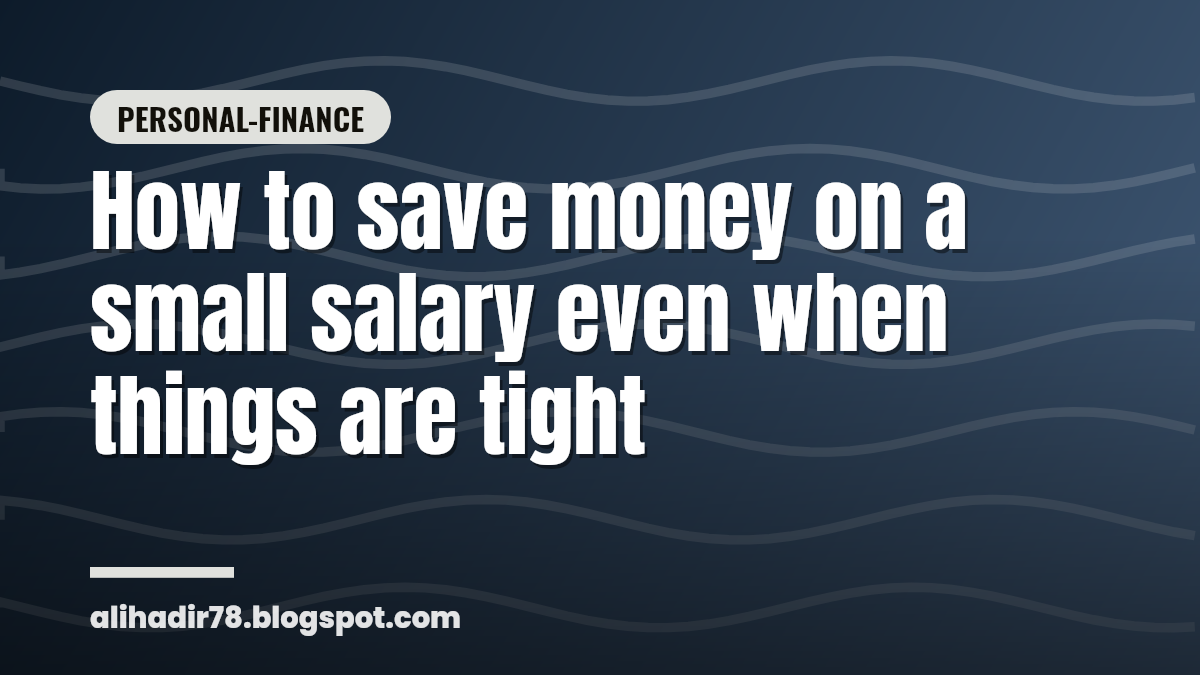 PERSONAL-FINANCE
How to save money on a
small salary even when
things are tight
alihadir78.blogspot.com